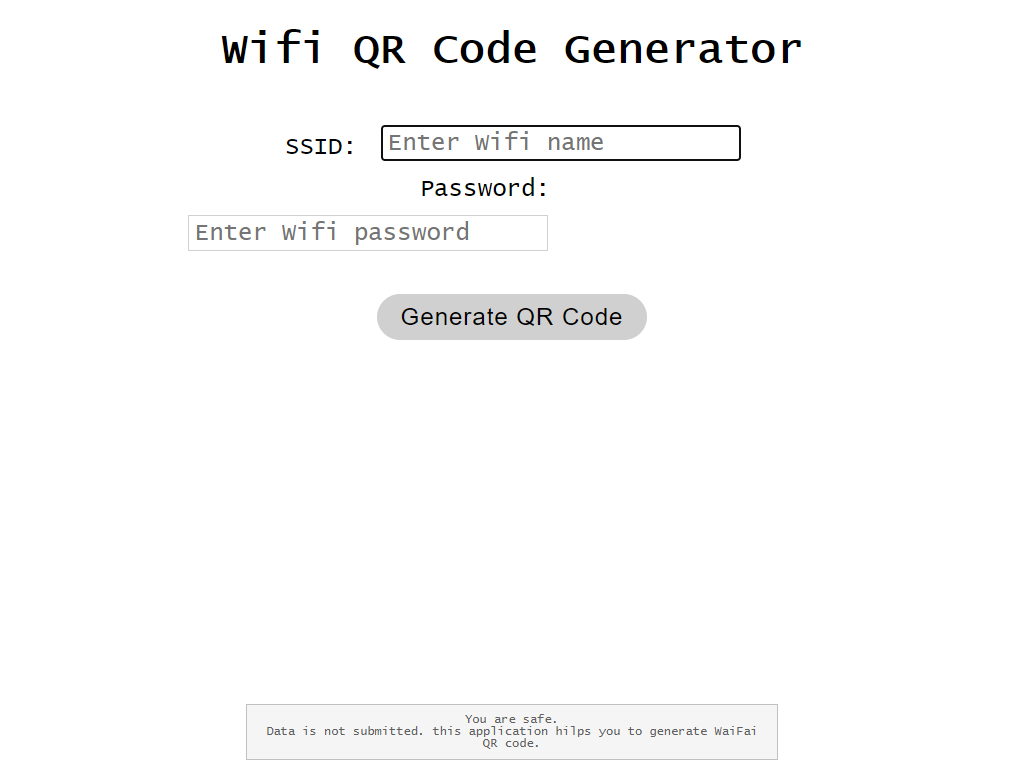 Wifi QR Code Generator
SSID:
Enter Wifi name
Password:
Enter Wifi password
Generate QR Code
You are safe.
Data is not submitted. this application hilps you to generate WaiFai
QR code.